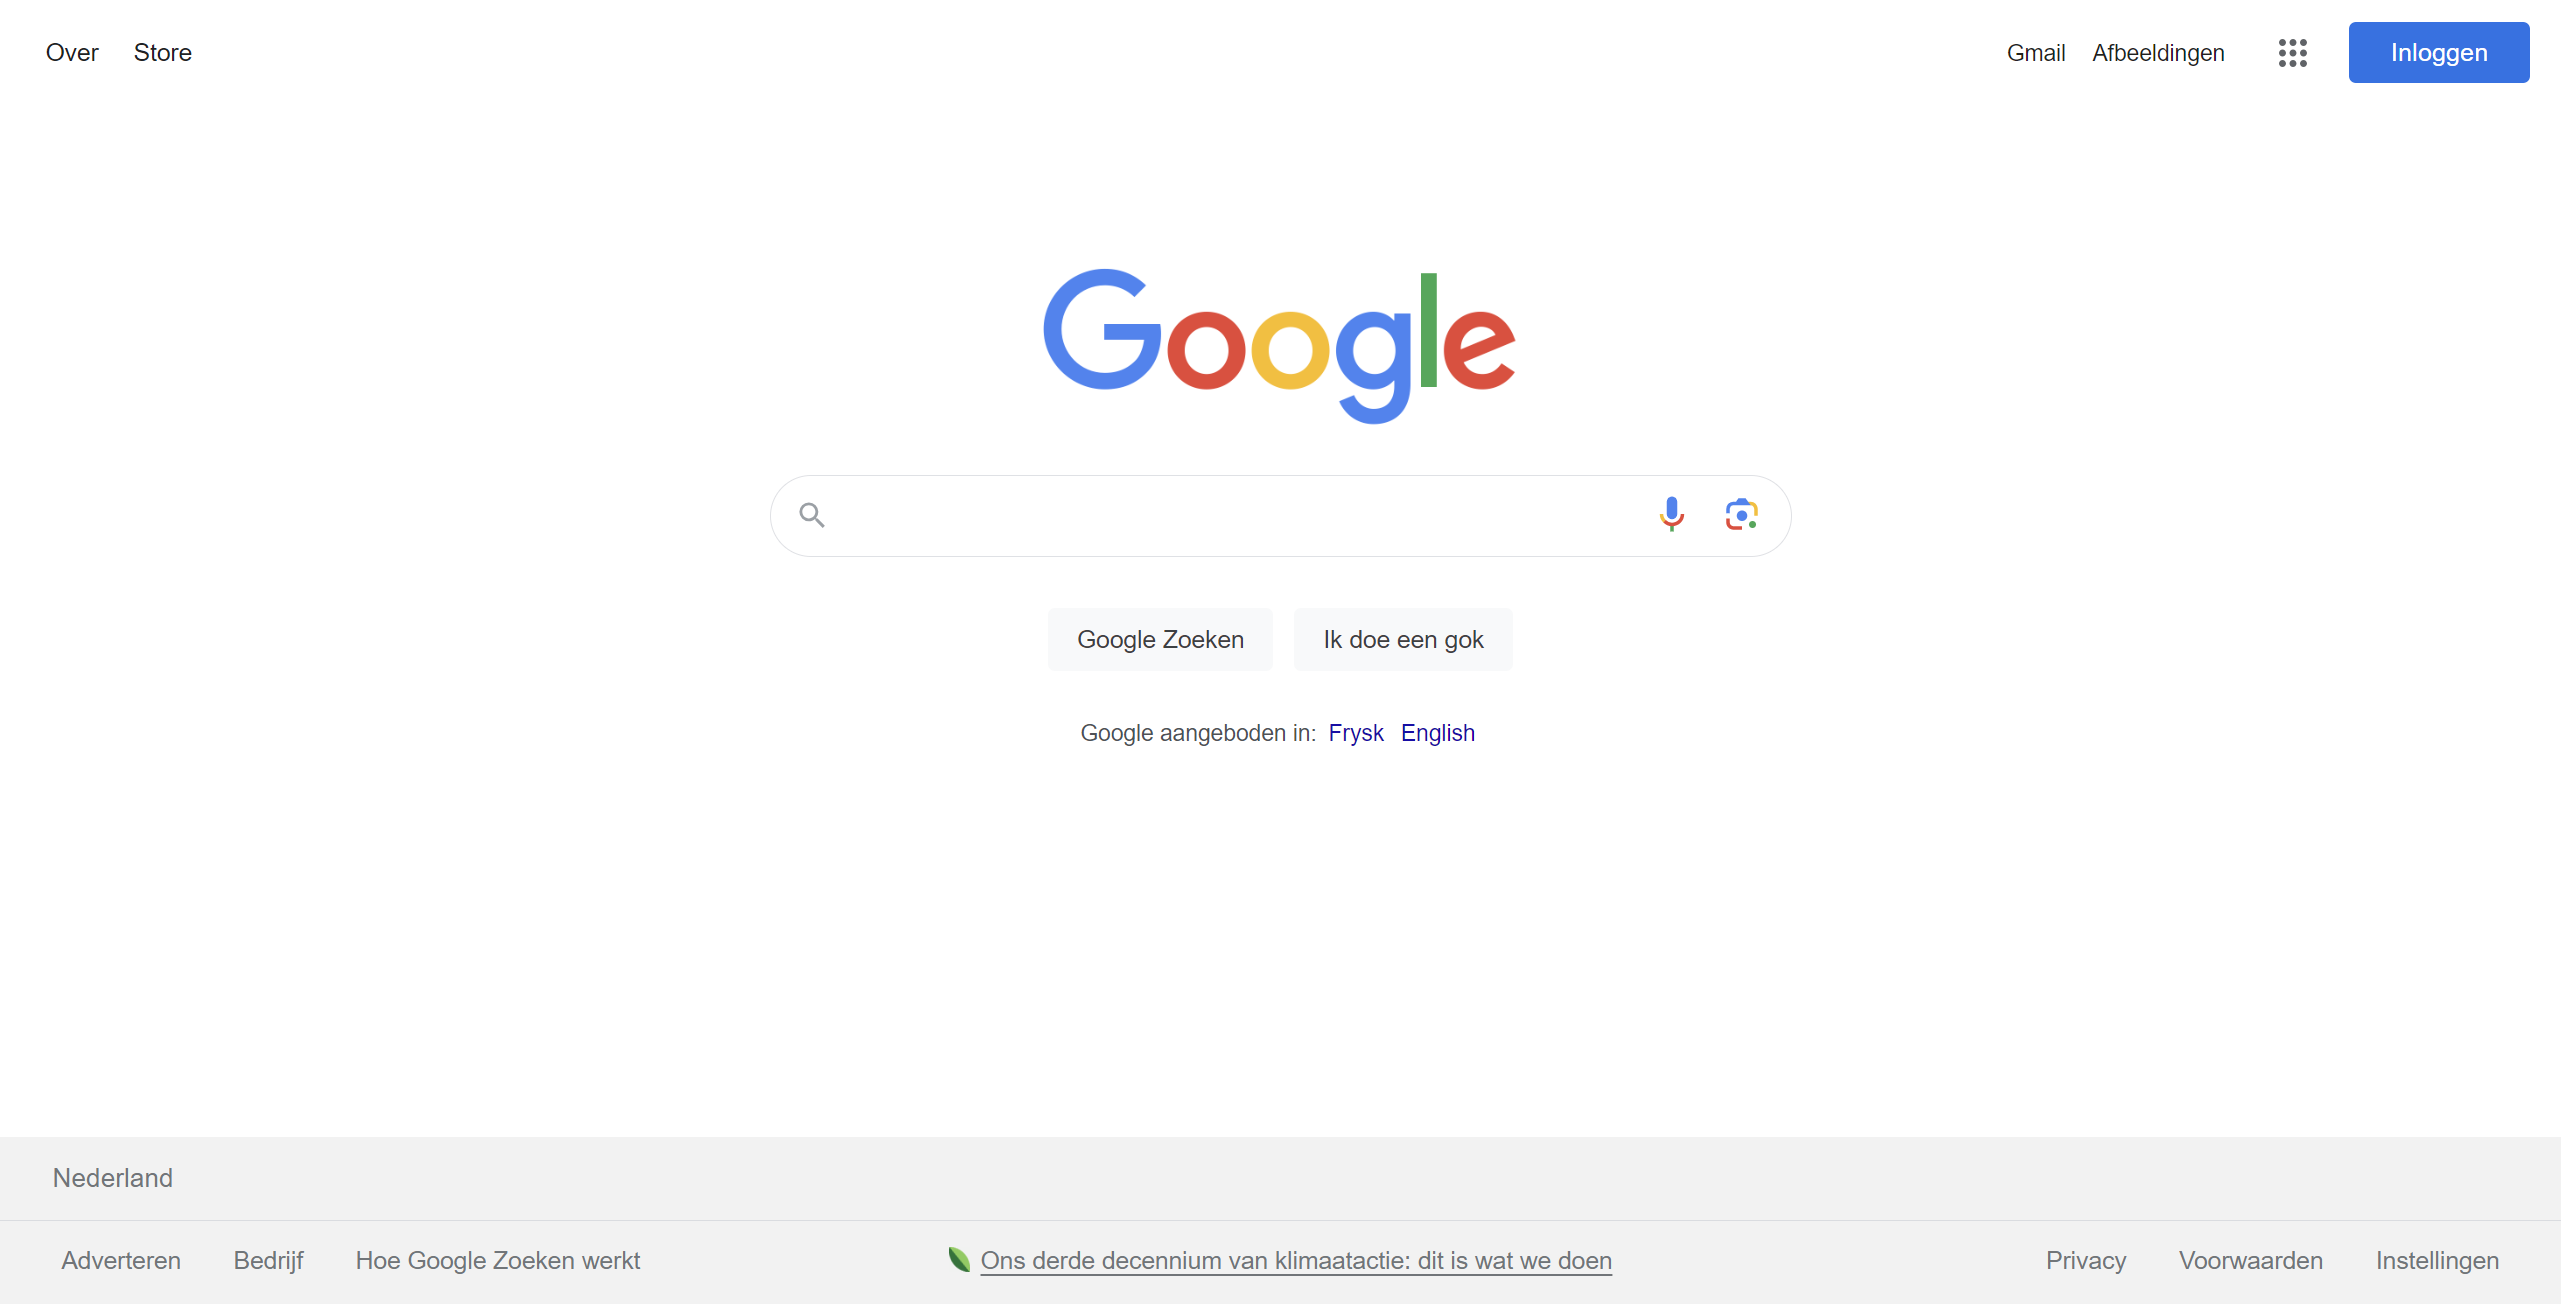 Over Store
Gmail Afbeeldingen Inloggen
Google
Google Zoeken Ik doe een gok
Google aangeboden in: Frysk English
Nederland
Adverteren Bedrijf Hoe Google Zoeken werkt Ons derde decennium van klimaatactie: dit is wat we doen Privacy Voorwaarden Instellingen